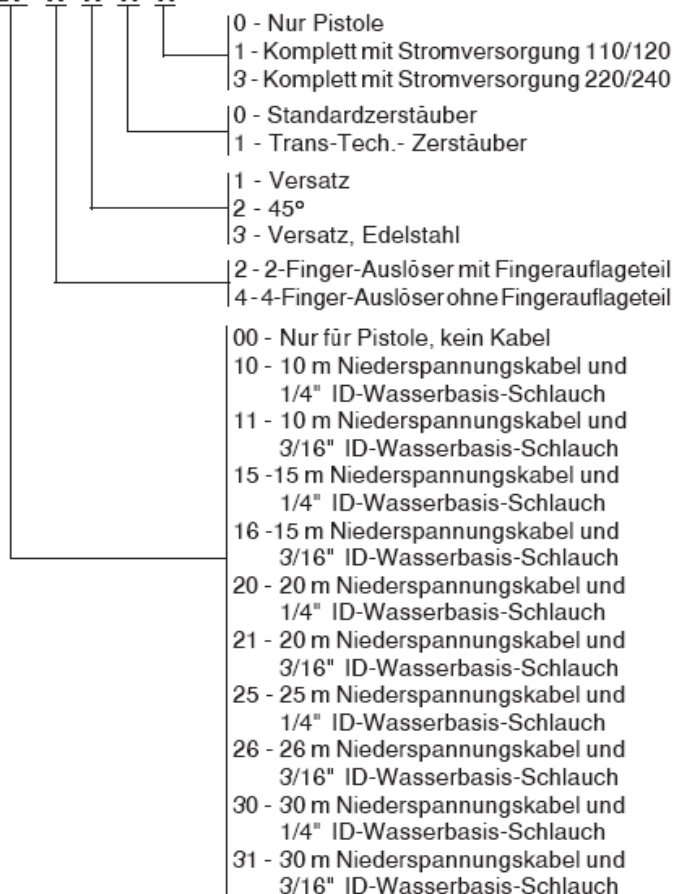 0 - Nur Pistole
1 - Komplett mit Stromversorgung 110/120
3 - Komplett mit Stromversorgung 220/240
0 - Standardzerstäuber
1 - Trans-Tech.- Zerstäuber
1 - Versatz
2 - 45º
3 - Versatz, Edelstahl
2 - 2-Finger-Auslöser mit Fingerauflageteil
4 - 4-Finger-Auslöser ohne Fingerauflageteil
00 - Nur für Pistole, kein Kabel
10 - 10 m Niederspannungskabel und
1/4" ID-Wasserbasis-Schlauch
11 - 10 m Niederspannungskabel und
3/16" ID-Wasserbasis-Schlauch
15 -15 m Niederspannungskabel und
1/4" ID-Wasserbasis-Schlauch
16 -15 m Niederspannungskabel und
3/16" ID-Wasserbasis-Schlauch
20 - 20 m Niederspannungskabel und
1/4" ID-Wasserbasis-Schlauch
21 - 20 m Niederspannungskabel und
3/16" ID-Wasserbasis-Schlauch
25 - 25 m Niederspannungskabel und
1/4" ID-Wasserbasis-Schlauch
26 - 26 m Niederspannungskabel und
3/16" ID-Wasserbasis-Schlauch
30 - 30 m Niederspannungskabel und
1/4" ID-Wasserbasis-Schlauch
31 - 30 m Niederspannungskabel und
3/16" ID-Wasserbasis-Schlauch